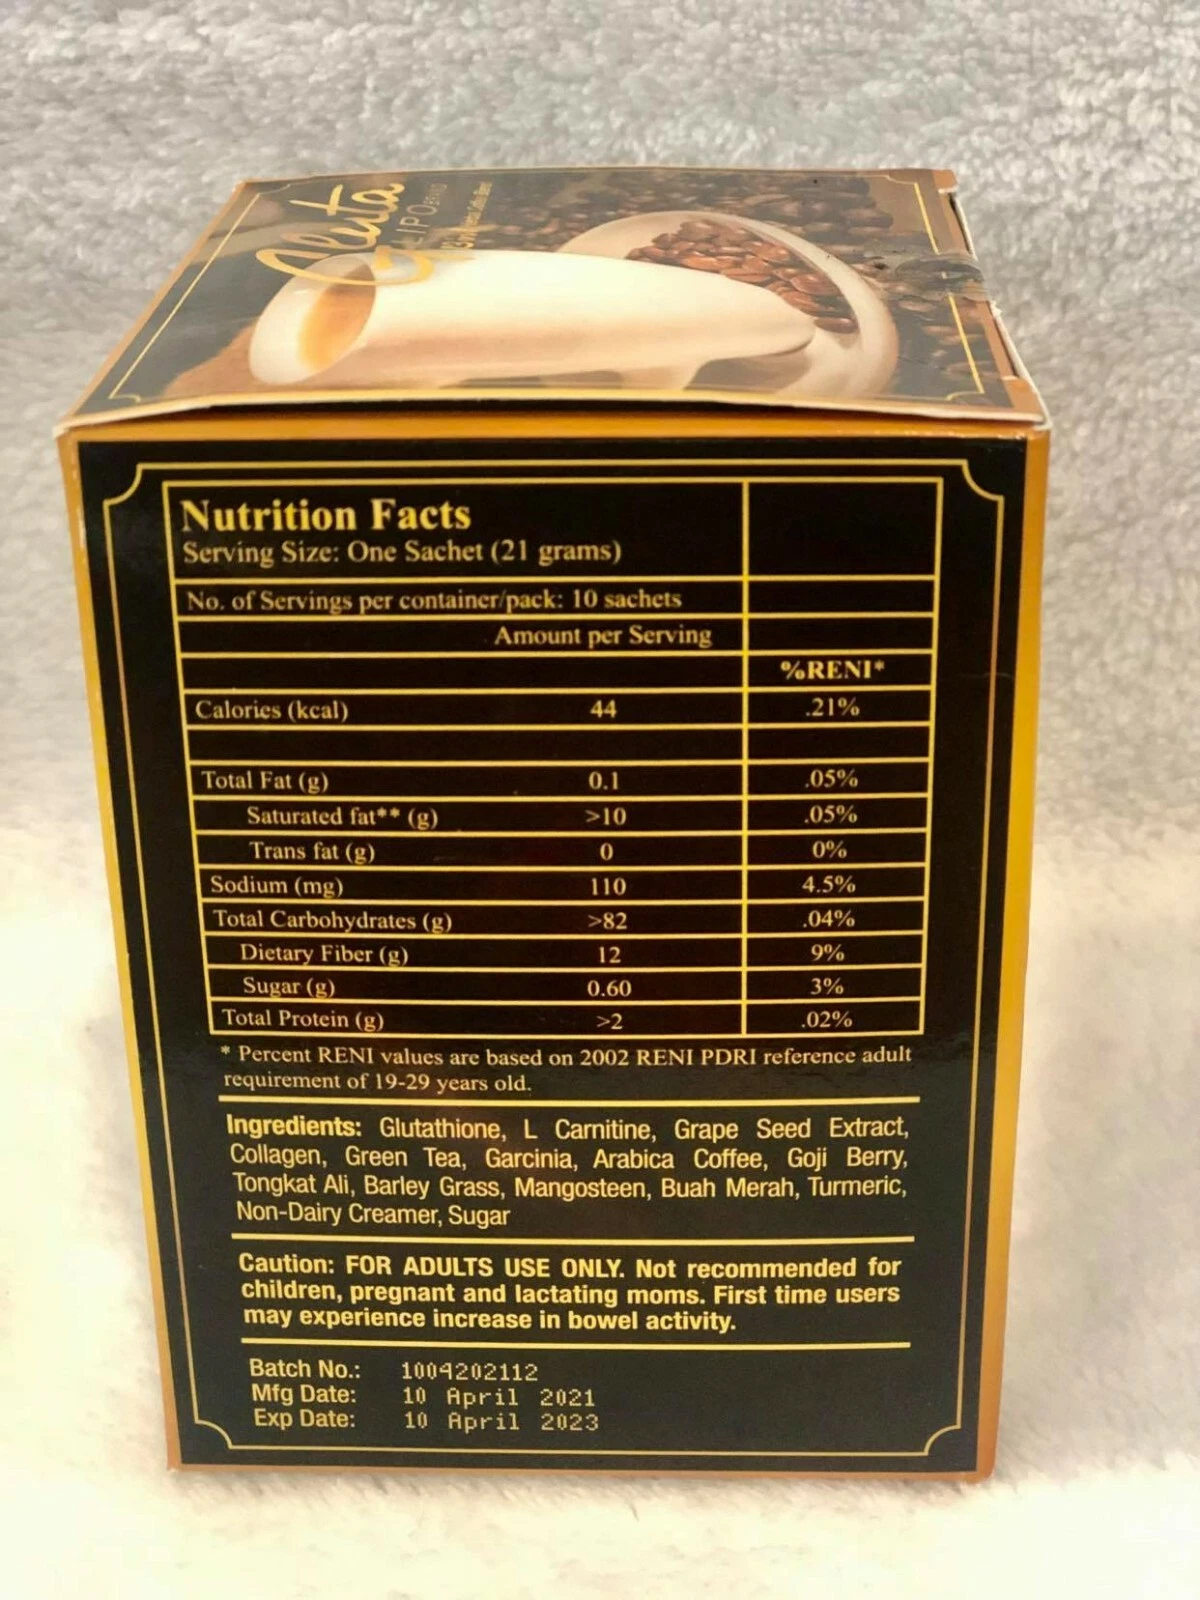 Gluta
IPO
Nutrition Facts
Serving Size: One Sachet (21 grams)
No. of Servings per container/pack: 10 sachets
Amount per Serving
%RENI*
Calories (kcal) 44 .21%
Total Fat (g) 0.1 .05%
Saturated fat** (g) >10 .05%
Trans fat (g) 0 0%
Sodium (mg) 110 4.5%
Total Carbohydrates (g) >82 .04%
Dietary Fiber (g) 12 9%
Sugar (g) 0.60 3%
Total Protein (g) >2 .02%
* Percent RENI values are based on 2002 RENI PDRI reference adult
requirement of 19-29 years old.
Ingredients: Glutathione, L Carnitine, Grape Seed Extract,
Collagen, Green Tea, Garcinia, Arabica Coffee, Goji Berry,
Tongkat Ali, Barley Grass, Mangosteen, Buah Merah, Turmeric,
Non-Dairy Creamer, Sugar
Caution: FOR ADULTS USE ONLY. Not recommended for
children, pregnant and lactating moms. First time users
may experience increase in bowel activity.
Batch No.: 1004202112
Mfg Date: 10 April 2021
Exp Date: 10 April 2023